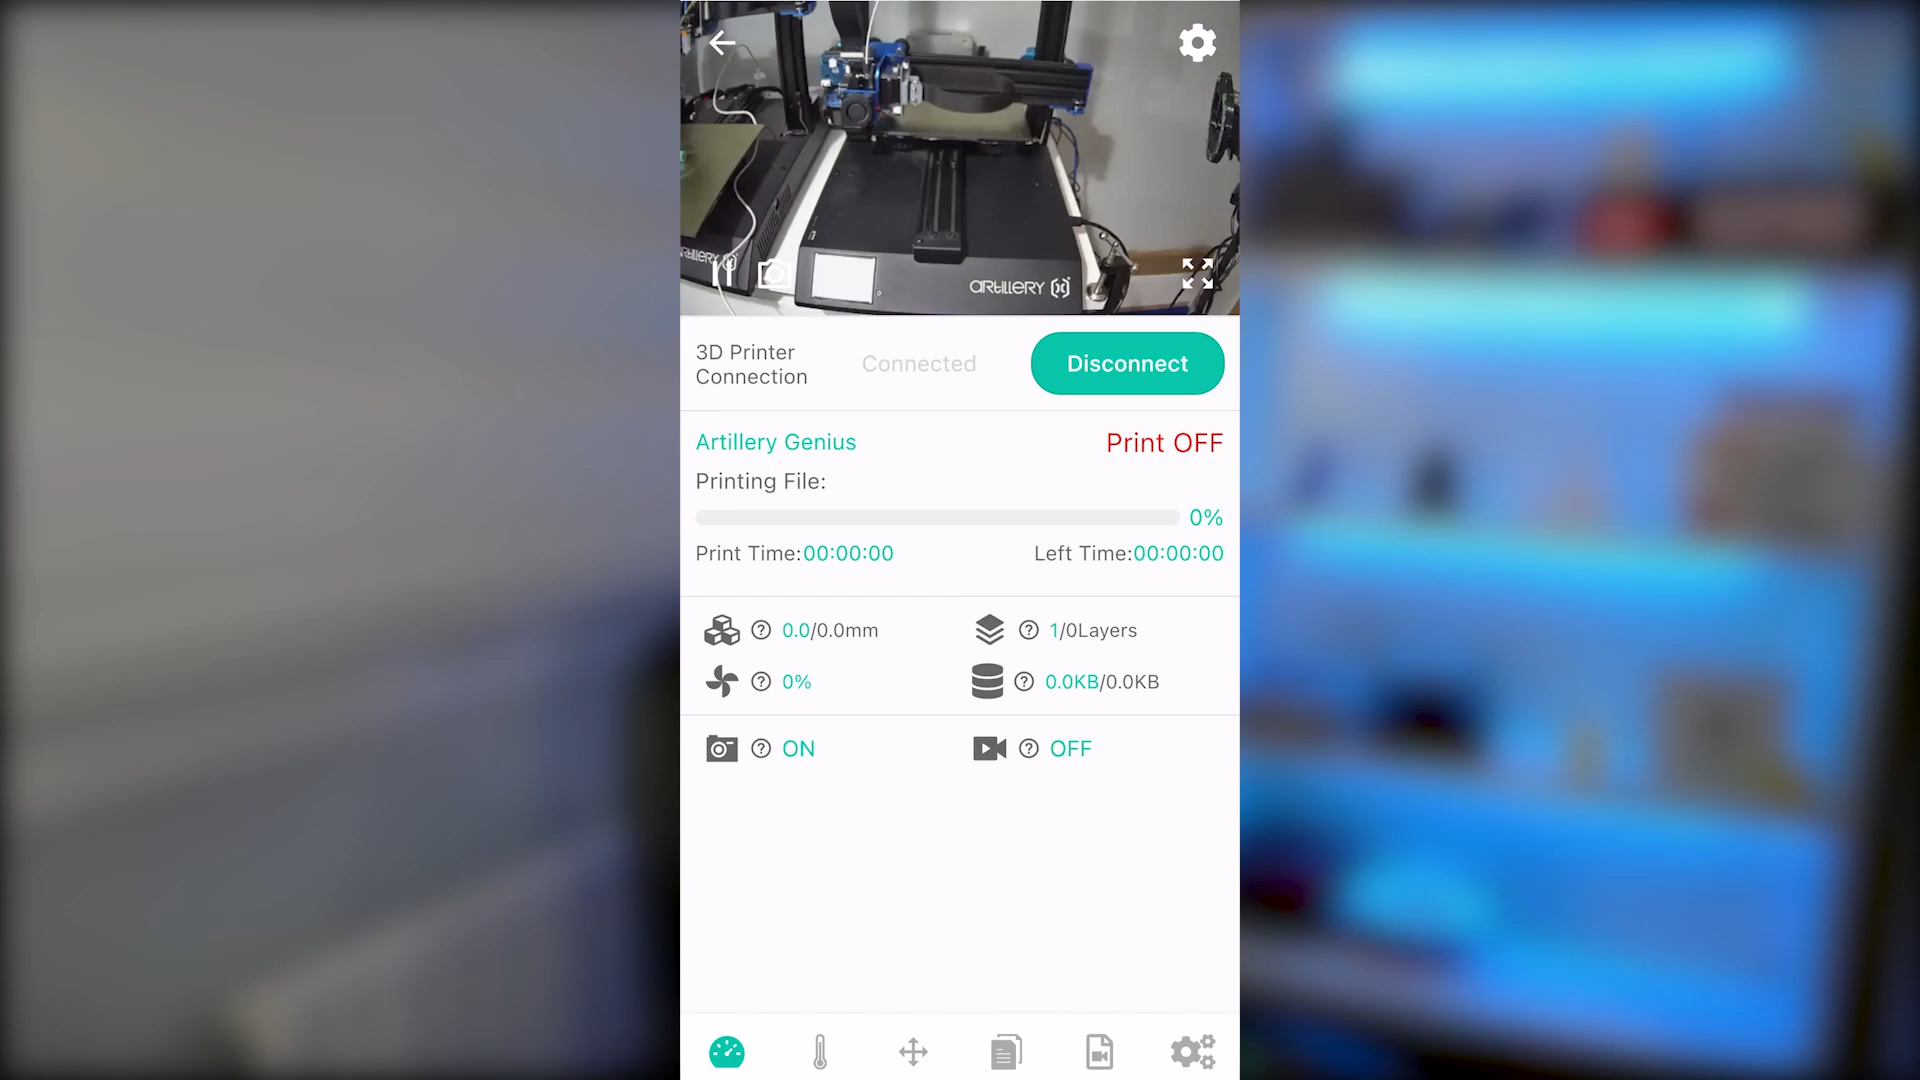 ARTILLERY
3D Printer
Connection
Connected
Disconnect
Artillery Genius
Print OFF
Printing File:
0%
Print Time:00:00:00
Left Time:00:00:00
0.0/0.0mm
1/0Layers
0%
0.0KB/0.0KB
ON
OFF